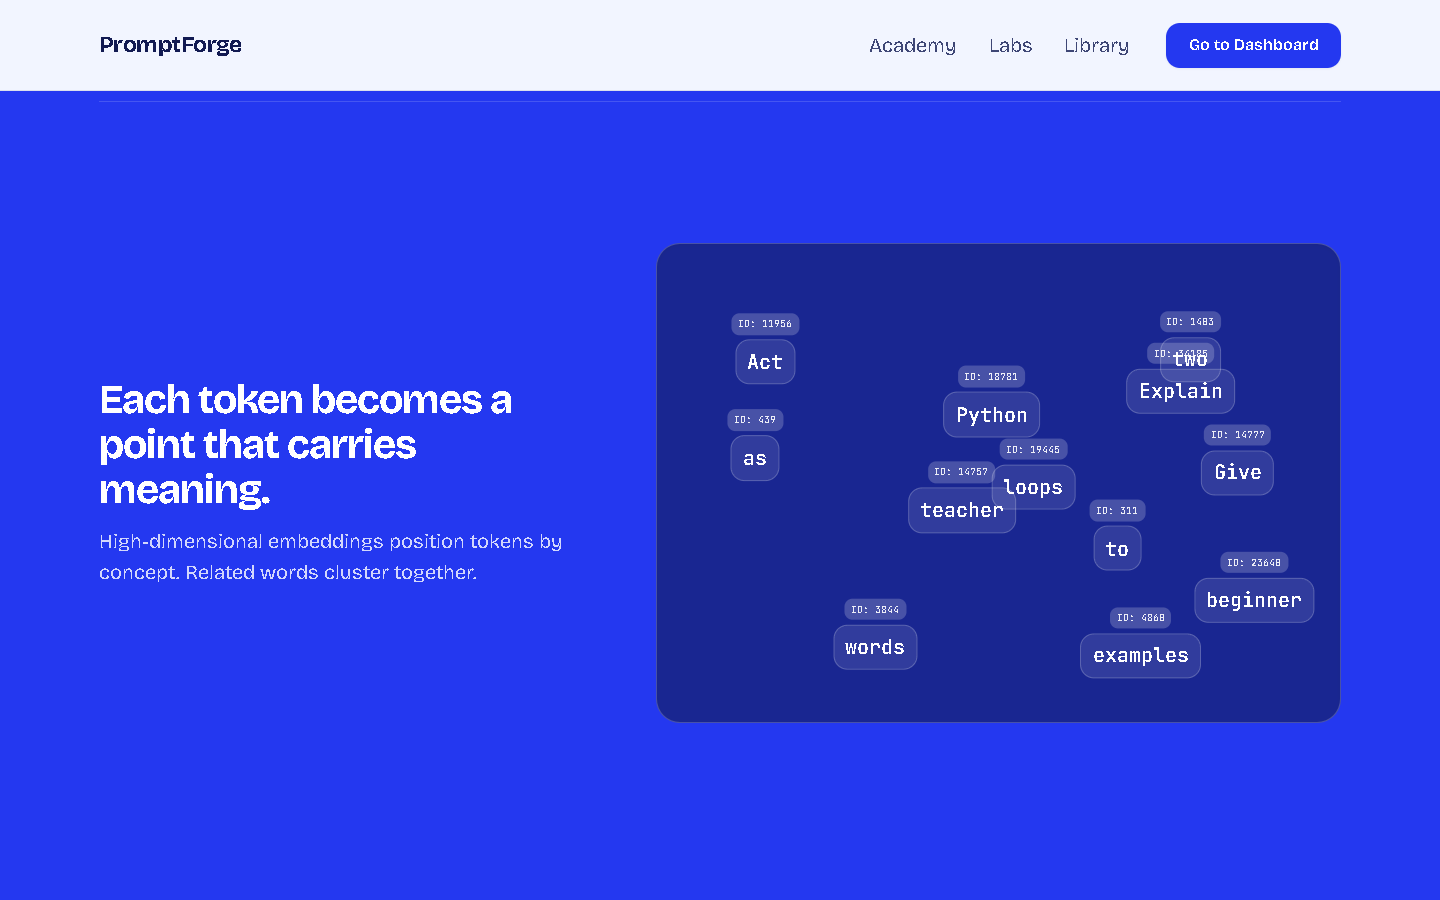 PromptForge
Academy
Labs
Library
Go to Dashboard
Each token becomes a
point that carries
meaning.
High-dimensional embeddings position tokens by
concept. Related words cluster together.
ID: 11956
Act
ID: 439
as
ID: 18781
Python
ID: 19445
loops
ID: 14757
teacher
ID: 1483
two
ID:
Explain
ID: 14777
Give
ID: 311
to
ID: 23648
beginner
ID: 3844
words
ID: 4868
examples